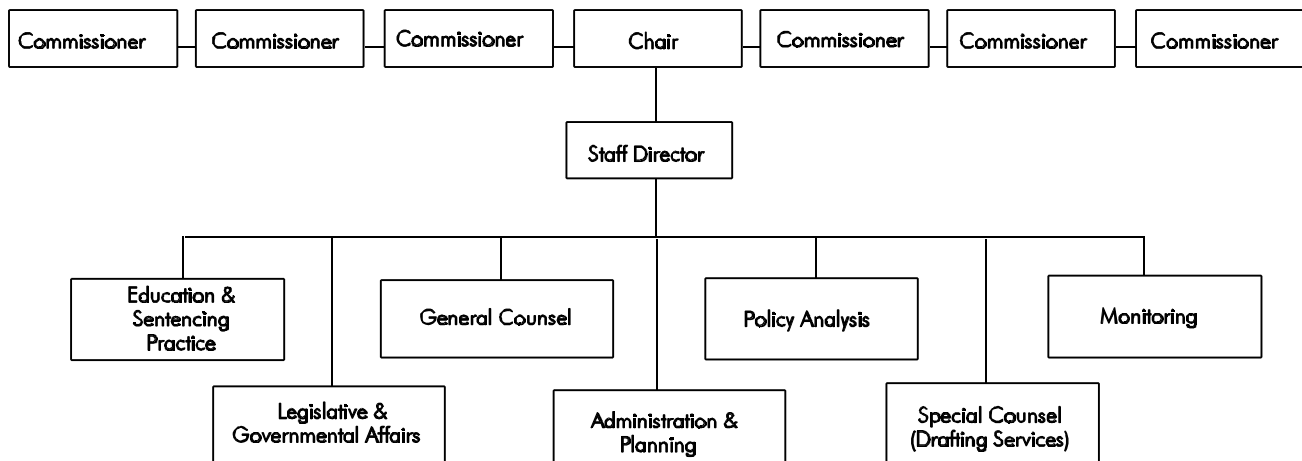 Commissioner
Commissioner
Commissioner
Chair
Commissioner
Commissioner
Commissioner
Staff Director
Education &
Sentencing
Practice
General Counsel
Policy Analysis
Monitoring
Legislative &
Governmental Affairs
Administration &
Planning
Special Counsel
(Drafting Services)